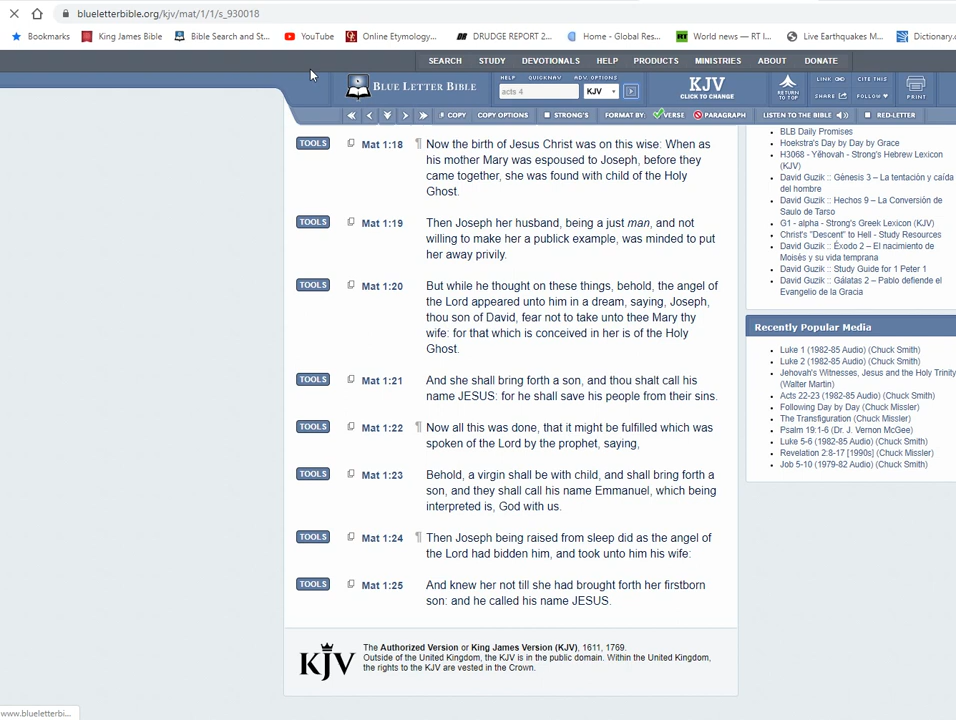 blueletterbible.org/kjv/mat/1/1/s_930018
Bookmarks King James Bible Bible Search and St... YouTube Online Etymology... DRUDGE REPORT 2... Home - Global Res... World news — RT I... Live Earthquakes M... Dictionary.c
SEARCH STUDY DEVOTIONALS HELP PRODUCTS MINISTRIES ABOUT DONATE
BLUE LETTER BIBLE
HELP QUICKNAV ADV. OPTIONS
acts 4 KJV
KJV
CLICK TO CHANGE
RETURN TO TOP
LINK CITE THIS
SHARE FOLLOW
PRINT
COPY COPY OPTIONS STRONG'S FORMAT BY: VERSE PARAGRAPH LISTEN TO THE BIBLE RED-LETTER
TOOLS Mat 1:18 ¶ Now the birth of Jesus Christ was on this wise: When as
his mother Mary was espoused to Joseph, before they
came together, she was found with child of the Holy
Ghost.
TOOLS Mat 1:19 Then Joseph her husband, being a just man, and not
willing to make her a publick example, was minded to put
her away privily.
TOOLS Mat 1:20 But while he thought on these things, behold, the angel of
the Lord appeared unto him in a dream, saying, Joseph,
thou son of David, fear not to take unto thee Mary thy
wife: for that which is conceived in her is of the Holy
Ghost.
TOOLS Mat 1:21 And she shall bring forth a son, and thou shalt call his
name JESUS: for he shall save his people from their sins.
TOOLS Mat 1:22 ¶ Now all this was done, that it might be fulfilled which was
spoken of the Lord by the prophet, saying,
TOOLS Mat 1:23 Behold, a virgin shall be with child, and shall bring forth a
son, and they shall call his name Emmanuel, which being
interpreted is, God with us.
TOOLS Mat 1:24 ¶ Then Joseph being raised from sleep did as the angel of
the Lord had bidden him, and took unto him his wife:
TOOLS Mat 1:25 And knew her not till she had brought forth her firstborn
son: and he called his name JESUS.
KJV
The Authorized Version or King James Version (KJV), 1611, 1769.
Outside of the United Kingdom, the KJV is in the public domain. Within the United Kingdom,
the rights to the KJV are vested in the Crown.
BLB Daily Promises
Hoekstra's Day by Day by Grace
H3068 - Yĕhovah - Strong's Hebrew Lexicon
(KJV)
David Guzik :: Génesis 3 – La tentación y caída
del hombre
David Guzik :: Hechos 9 – La Conversión de
Saulo de Tarso
G1 - alpha - Strong's Greek Lexicon (KJV)
Christ's "Descent" to Hell - Study Resources
David Guzik :: Éxodo 2 – El nacimiento de
Moisés y su vida temprana
David Guzik :: Study Guide for 1 Peter 1
David Guzik :: Gálatas 2 – Pablo defiende el
Evangelio de la Gracia
Recently Popular Media
Luke 1 (1982-85 Audio) (Chuck Smith)
Luke 2 (1982-85 Audio) (Chuck Smith)
Jehovah's Witnesses, Jesus and the Holy Trinity
(Walter Martin)
Acts 22-23 (1982-85 Audio) (Chuck Smith)
Following Day by Day (Chuck Missler)
The Transfiguration (Chuck Smith)
Psalm 19:1-6 (Dr. J. Vernon McGee)
Luke 5-6 (1982-85 Audio) (Chuck Smith)
Revelation 2:8-17 [1990s] (Chuck Missler)
Job 5-10 (1979-82 Audio) (Chuck Smith)
www.blueletterbi...